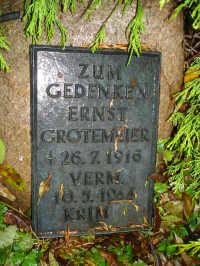 ZUM
GEDENKEN
ERNST
GROTEMEIER
26.7.1916
VERM.
10.5.1944
KRIM